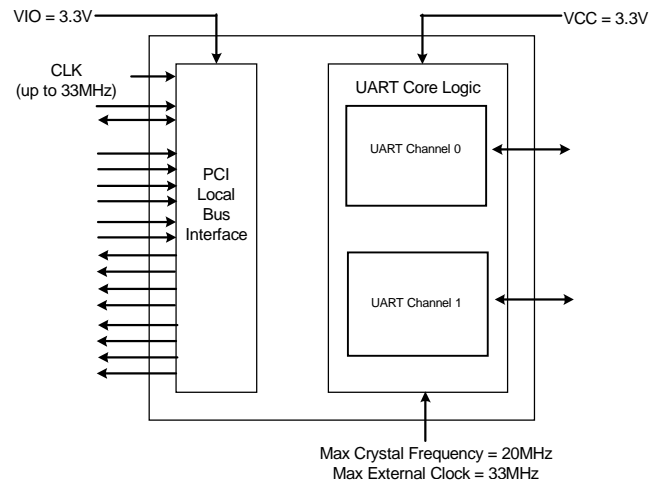 VIO = 3.3V
VCC = 3.3V
CLK
(up to 33MHz)
UART Core Logic
UART Channel 0
PCI
Local
Bus
Interface
UART Channel 1
Max Crystal Frequency = 20MHz
Max External Clock = 33MHz